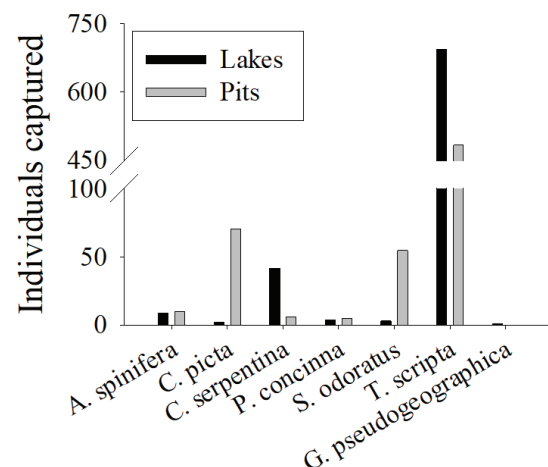 750
600
450
100
50
0
Individuals captured
Lakes
Pits
A. spinifera
C. picta
C. serpentina
P. concinna
S. odoratus
T. scripta
G. pseudogeographica